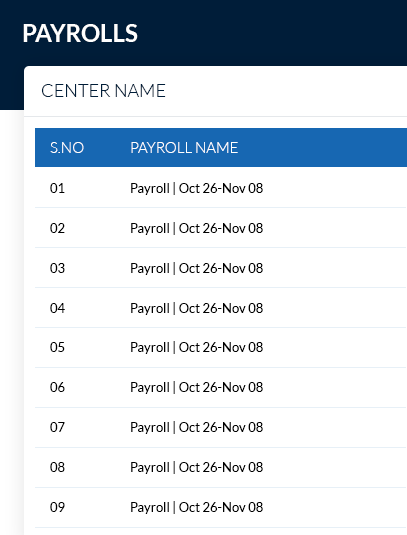 PAYROLLS
CENTER NAME
S.NO PAYROLL NAME
01 Payroll | Oct 26-Nov 08
02 Payroll | Oct 26-Nov 08
03 Payroll | Oct 26-Nov 08
04 Payroll | Oct 26-Nov 08
05 Payroll | Oct 26-Nov 08
06 Payroll | Oct 26-Nov 08
07 Payroll | Oct 26-Nov 08
08 Payroll | Oct 26-Nov 08
09 Payroll | Oct 26-Nov 08